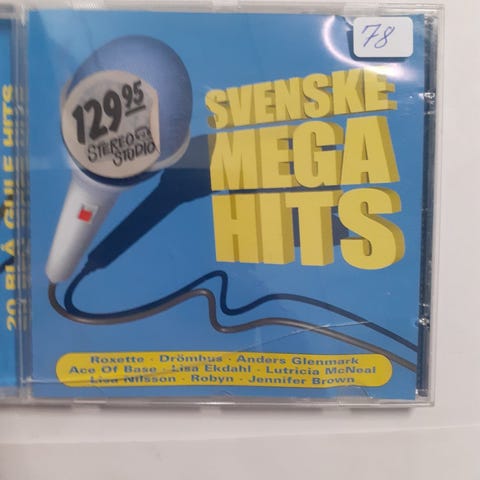 78
129.95
STEREO
STUDIO
SVENSKE
MEGA
HITS
20 BLÅ GULE HITS
Roxette · Drömhus · Anders Glenmark
Ace Of Base · Lisa Ekdahl · Lutricia McNeal
Lisa Nilsson · Robyn · Jennifer Brown